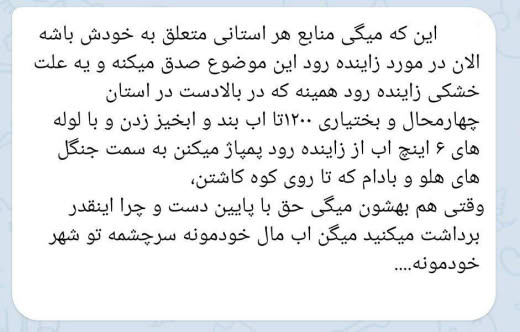 این که میگی منابع هر استانی متعلق به خودش باشه
الان در مورد زاینده رود این موضوع صدق میکنه و یه علت
خشکی زاینده رود همینه که در بالادست در استان
چهارمحال و بختیاری ۱۲۰۰تا اب بند و ابخیز زدن و با لوله
های ۶ اینچ اب از زاینده رود پمپاژ میکنن به سمت جنگل
های هلو و بادام که تا روی کوه کاشتن،
وقتی هم بهشون میگی حق با پایین دست و چرا اینقدر
برداشت میکنید میگن اب مال خودمونه سرچشمه تو شهر
خودمونه....